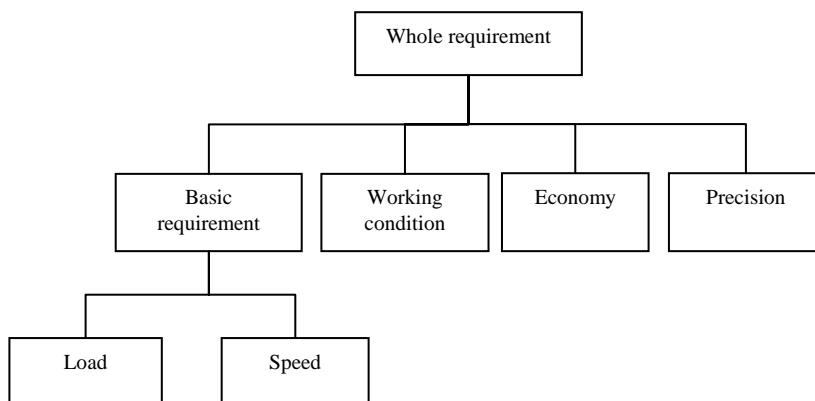 Whole requirement
Basic
requirement
Working
condition
Economy
Precision
Load
Speed